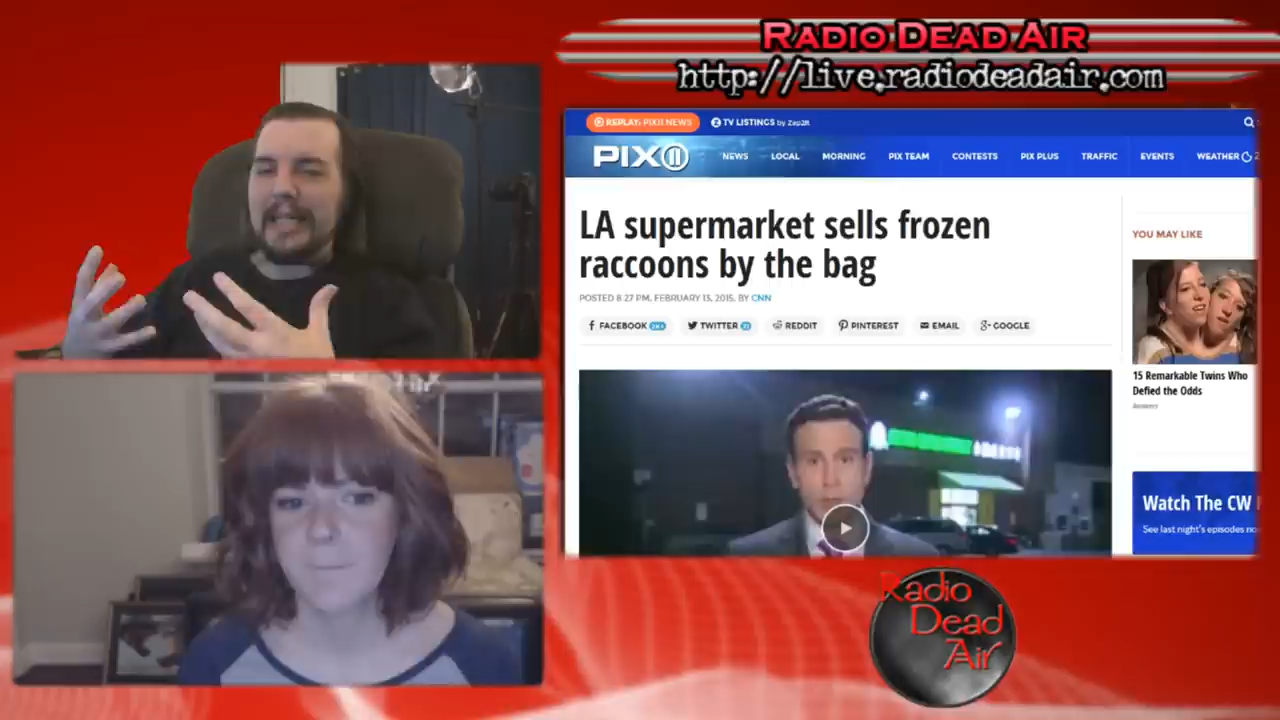 RADIO DEAD AIR
http://live.radiodeadair.com
REPLAY: PIX11 NEWS
TV LISTINGS by Zap2It
PIX11
NEWS LOCAL MORNING PIX TEAM CONTESTS PIX PLUS TRAFFIC EVENTS WEATHER
LA supermarket sells frozen
raccoons by the bag
POSTED 8:27 PM, FEBRUARY 13, 2015, BY CNN
FACEBOOK TWITTER REDDIT PINTEREST EMAIL GOOGLE
YOU MAY LIKE
15 Remarkable Twins Who
Defied the Odds
Answers
Watch The CW
See last night's episodes
Radio
Dead
Air